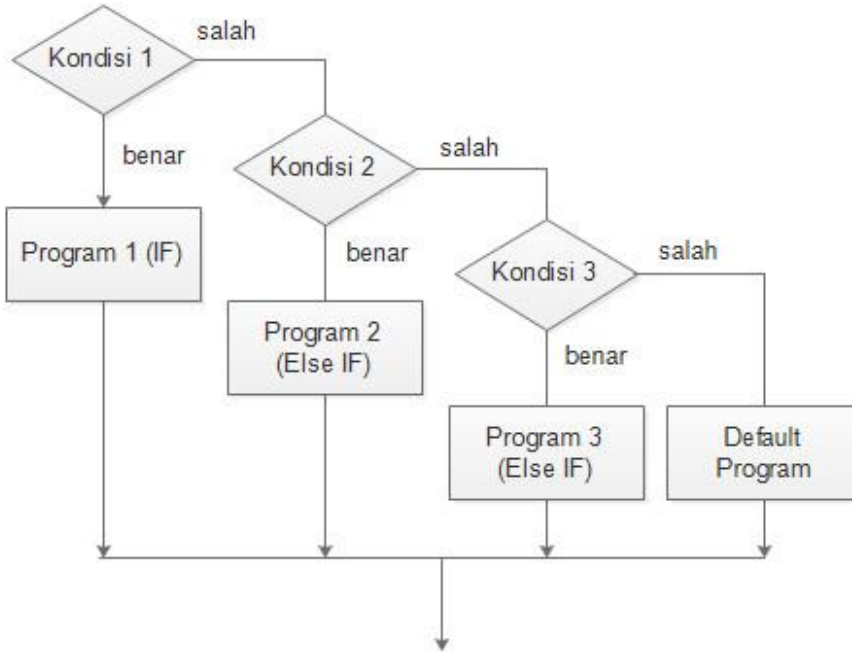 salah
Kondisi 1
benar
salah
Kondisi 2
Program 1 (IF)
benar
salah
Kondisi 3
Program 2
(Else IF)
benar
Program 3
(Else IF)
Default
Program